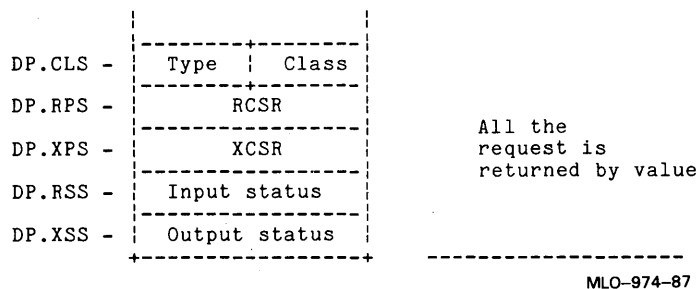 DP.CLS - Type Class
DP.RPS - RCSR
DP.XPS - XCSR
DP.RSS - Input status
DP.XSS - Output status
All the
request is
returned by value
MLO-974-87